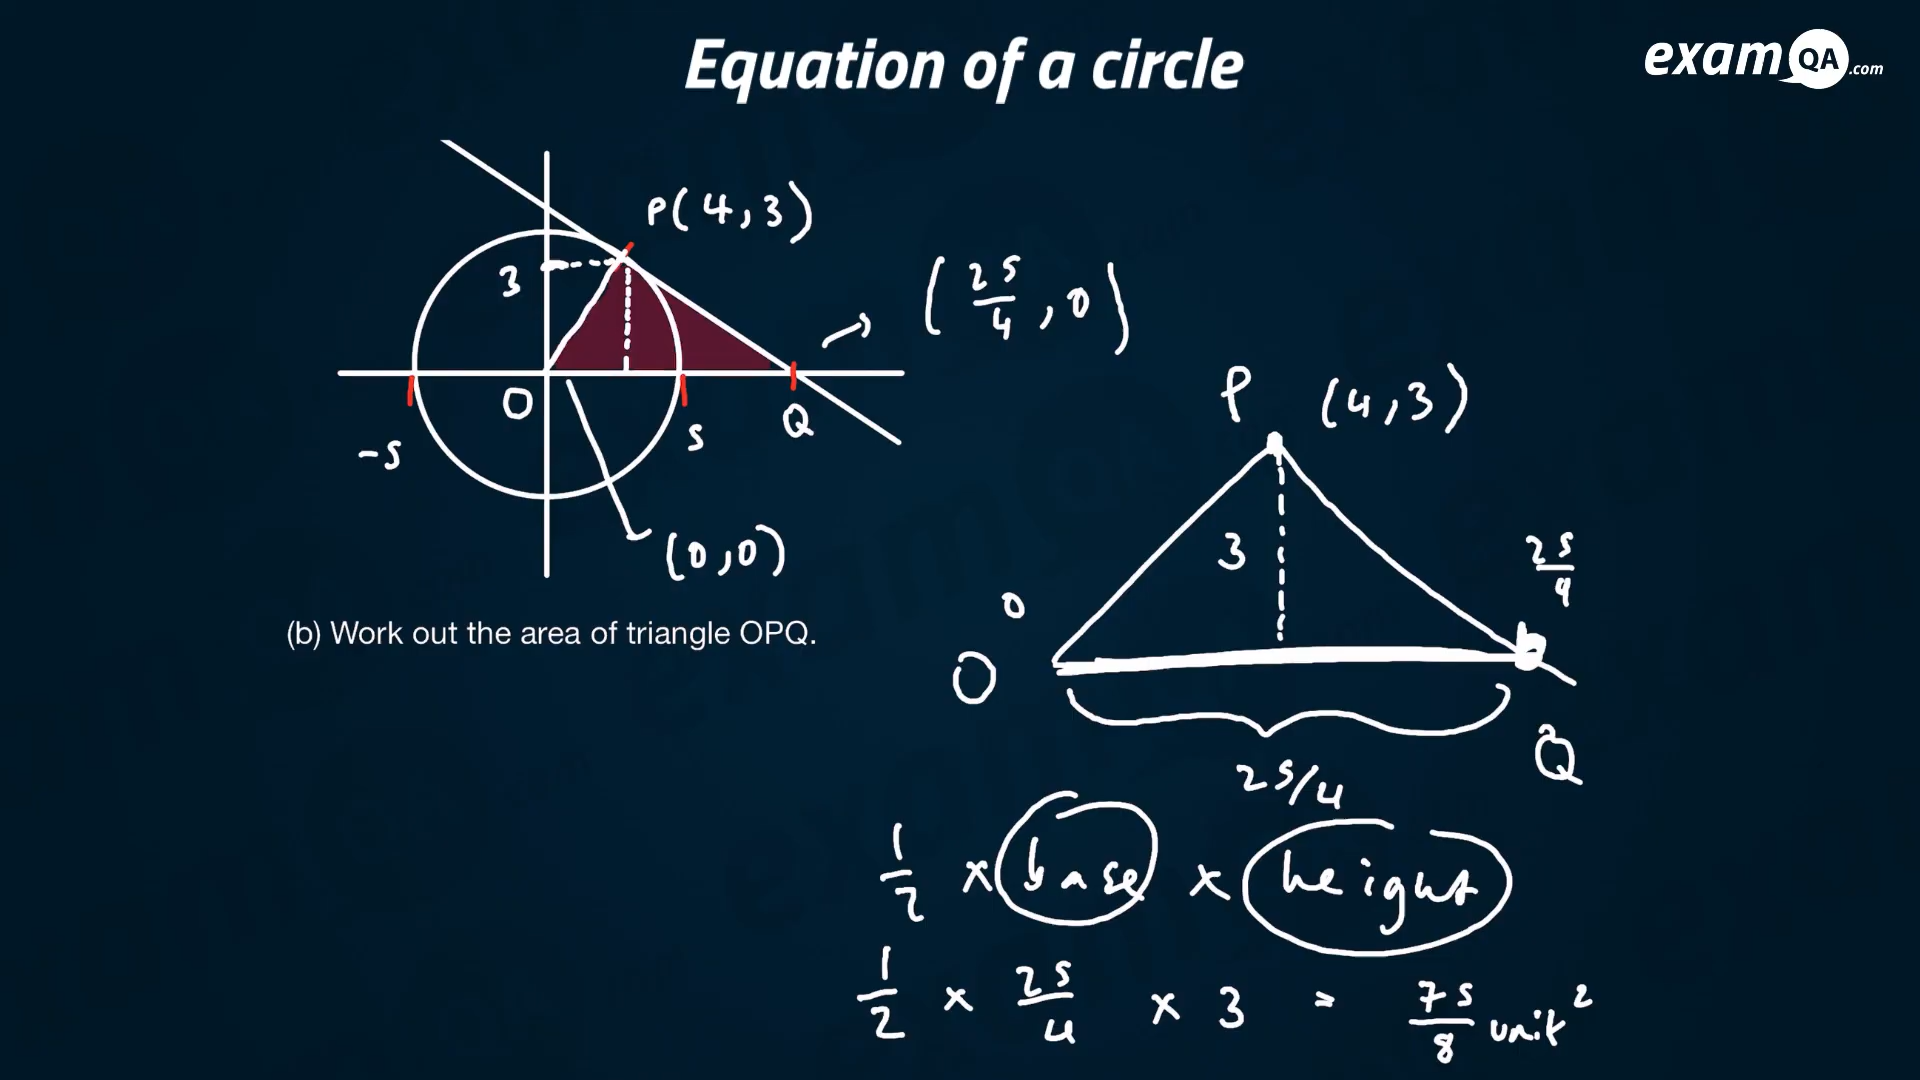 Equation of a circle
examQA.com
P(4,3)
3
(25/4, 0)
O
-5
5
Q
(0,0)
(b) Work out the area of triangle OPQ.
P (4,3)
3
25/4
0
O
Q
25/4
1/2 × base × height
1/2 × 25/4 × 3 = 75/8 unit²